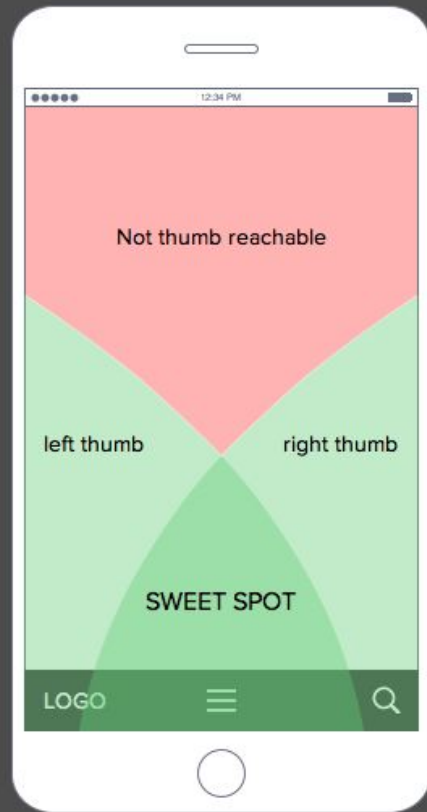 12:34 PM
Not thumb reachable
left thumb right thumb
SWEET SPOT
LOGO